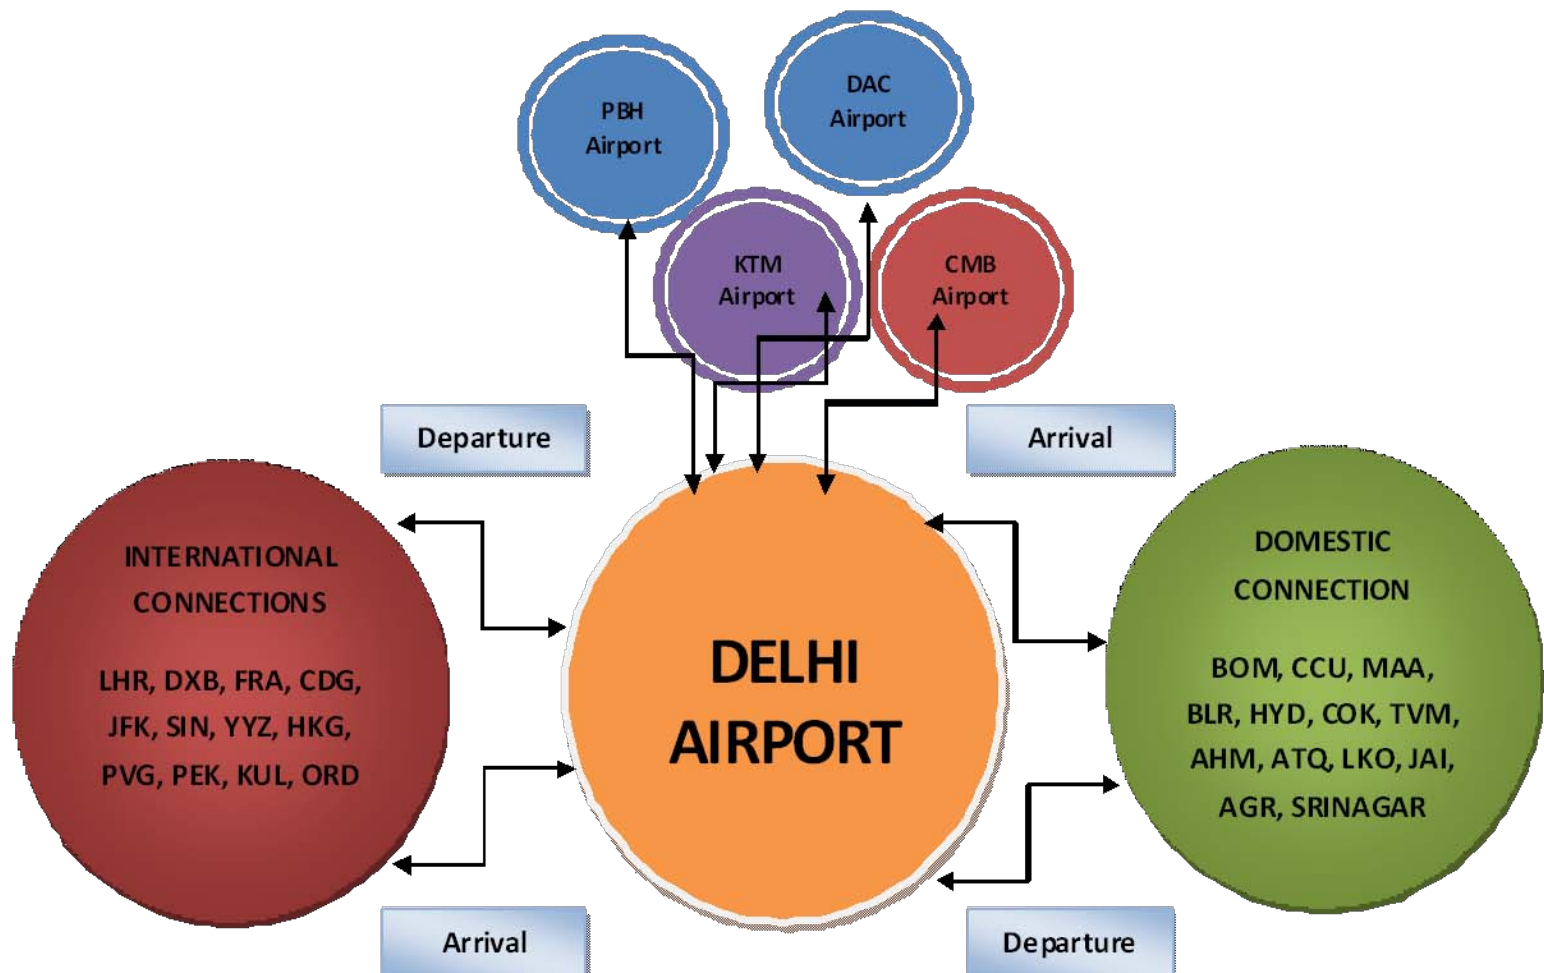 PBH
Airport
DAC
Airport
KTM
Airport
CMB
Airport
Departure
Arrival
INTERNATIONAL
CONNECTIONS
LHR, DXB, FRA, CDG,
JFK, SIN, YYZ, HKG,
PVG, PEK, KUL, ORD
DELHI
AIRPORT
DOMESTIC
CONNECTION
BOM, CCU, MAA,
BLR, HYD, COK, TVM,
AHM, ATQ, LKO, JAI,
AGR, SRINAGAR
Arrival
Departure